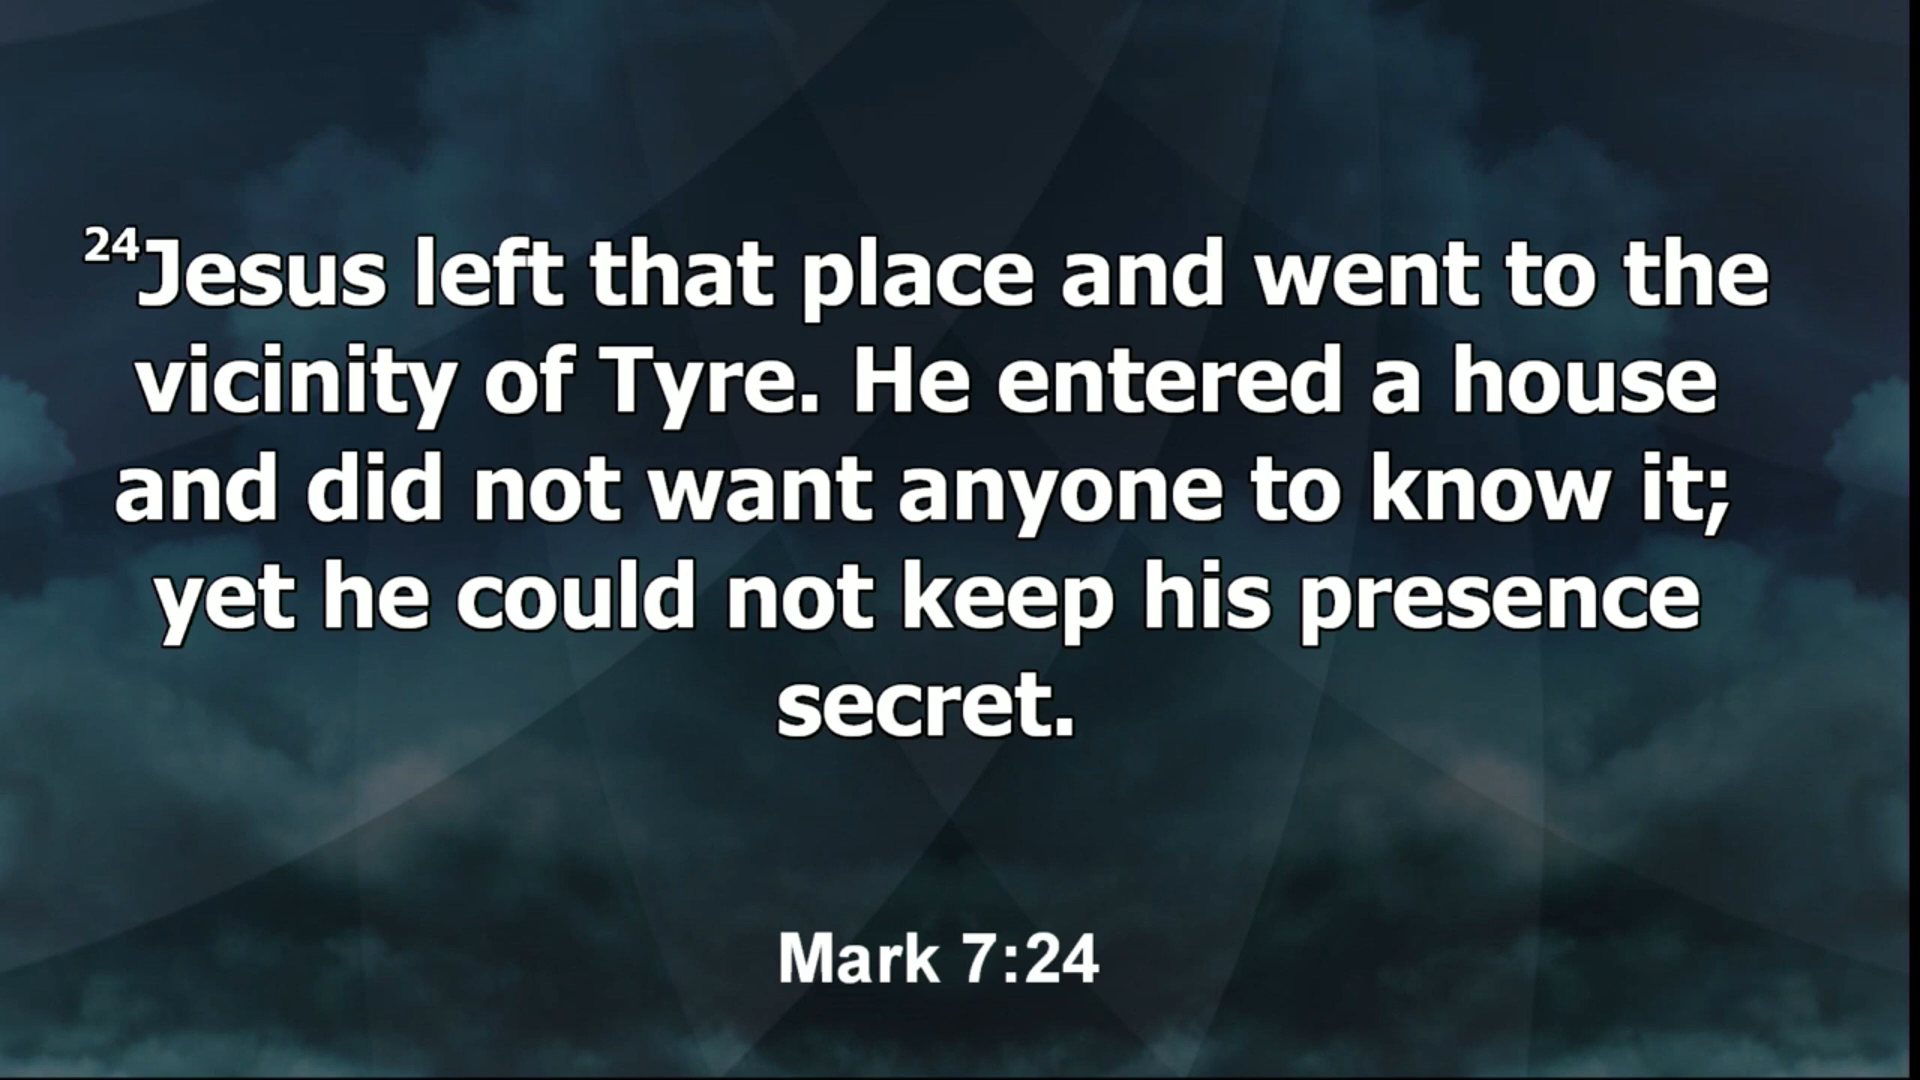 24Jesus left that place and went to the
vicinity of Tyre. He entered a house
and did not want anyone to know it;
yet he could not keep his presence
secret.
Mark 7:24